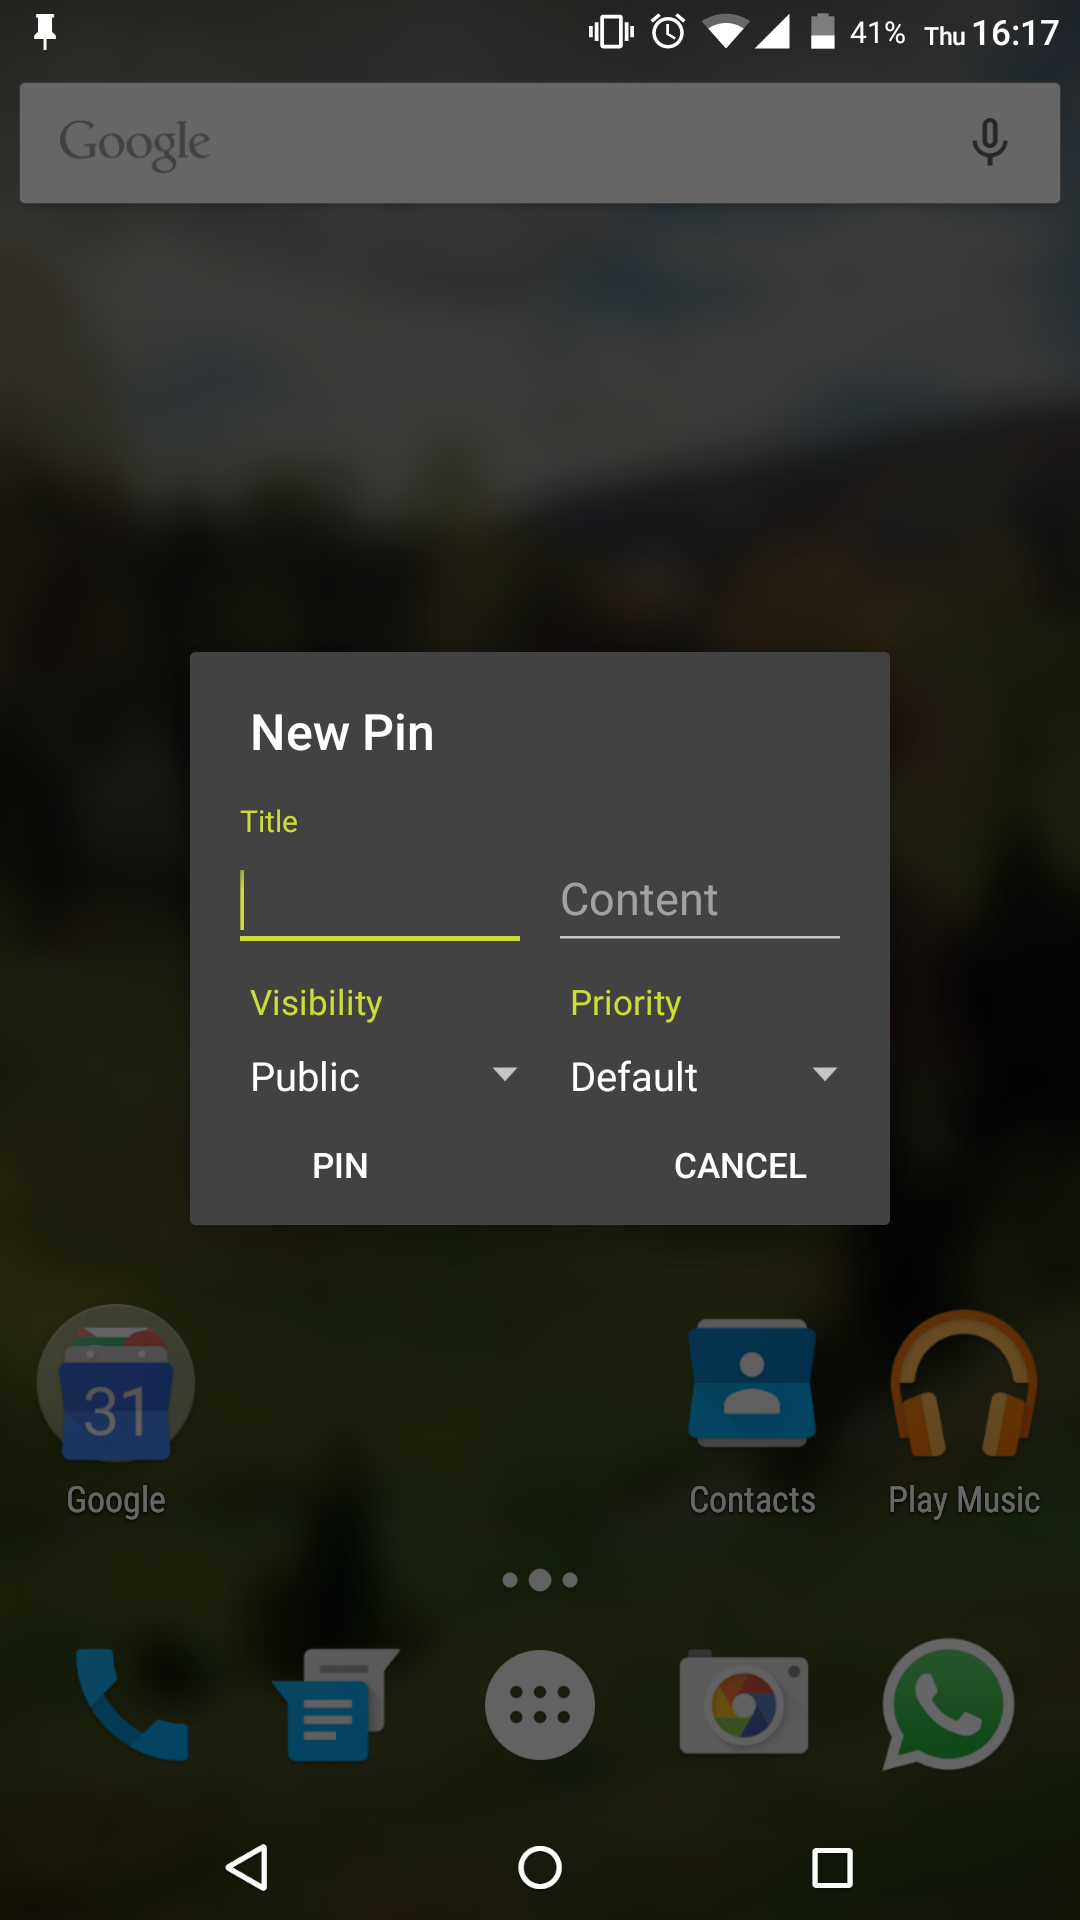 41% Thu 16:17
Google
New Pin
Title
Content
Visibility Priority
Public Default
PIN CANCEL
31
Google Contacts Play Music